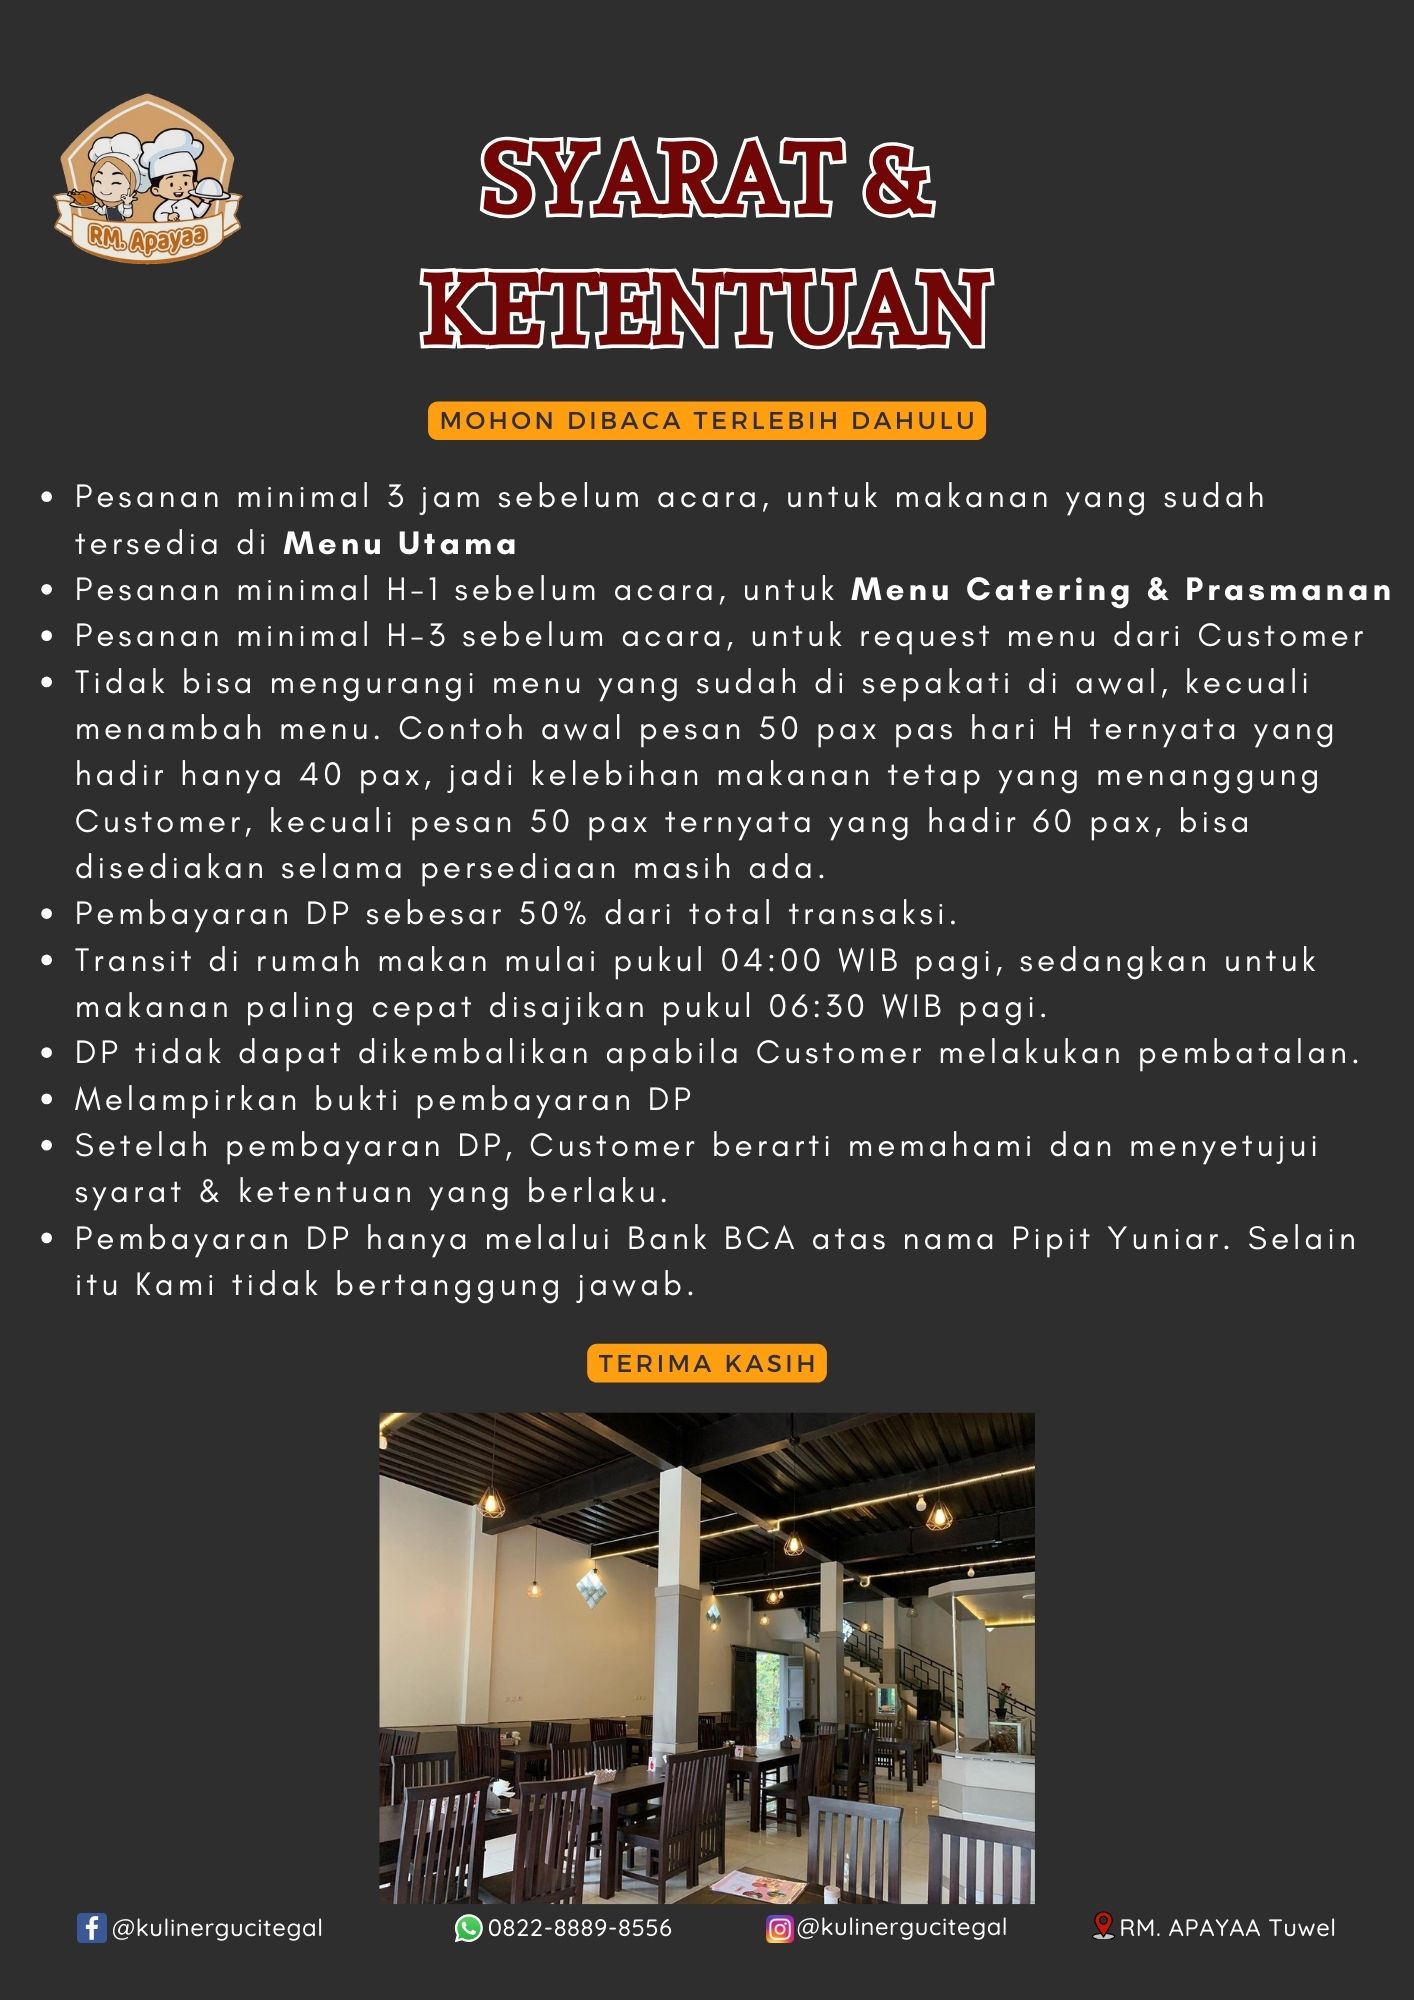 RM. Apayaa
SYARAT &
KETENTUAN
MOHON DIBACA TERLEBIH DAHULU
• Pesanan minimal 3 jam sebelum acara, untuk makanan yang sudah
tersedia di Menu Utama
• Pesanan minimal H-1 sebelum acara, untuk Menu Catering & Prasmanan
• Pesanan minimal H-3 sebelum acara, untuk request menu dari Customer
• Tidak bisa mengurangi menu yang sudah di sepakati di awal, kecuali
menambah menu. Contoh awal pesan 50 pax pas hari H ternyata yang
hadir hanya 40 pax, jadi kelebihan makanan tetap yang menanggung
Customer, kecuali pesan 50 pax ternyata yang hadir 60 pax, bisa
disediakan selama persediaan masih ada.
• Pembayaran DP sebesar 50% dari total transaksi.
• Transit di rumah makan mulai pukul 04:00 WIB pagi, sedangkan untuk
makanan paling cepat disajikan pukul 06:30 WIB pagi.
• DP tidak dapat dikembalikan apabila Customer melakukan pembatalan.
• Melampirkan bukti pembayaran DP
• Setelah pembayaran DP, Customer berarti memahami dan menyetujui
syarat & ketentuan yang berlaku.
• Pembayaran DP hanya melalui Bank BCA atas nama Pipit Yuniar. Selain
itu Kami tidak bertanggung jawab.
TERIMA KASIH
@kulinergucitegal
0822-8889-8556
@kulinergucitegal
RM. APAYAA Tuwel